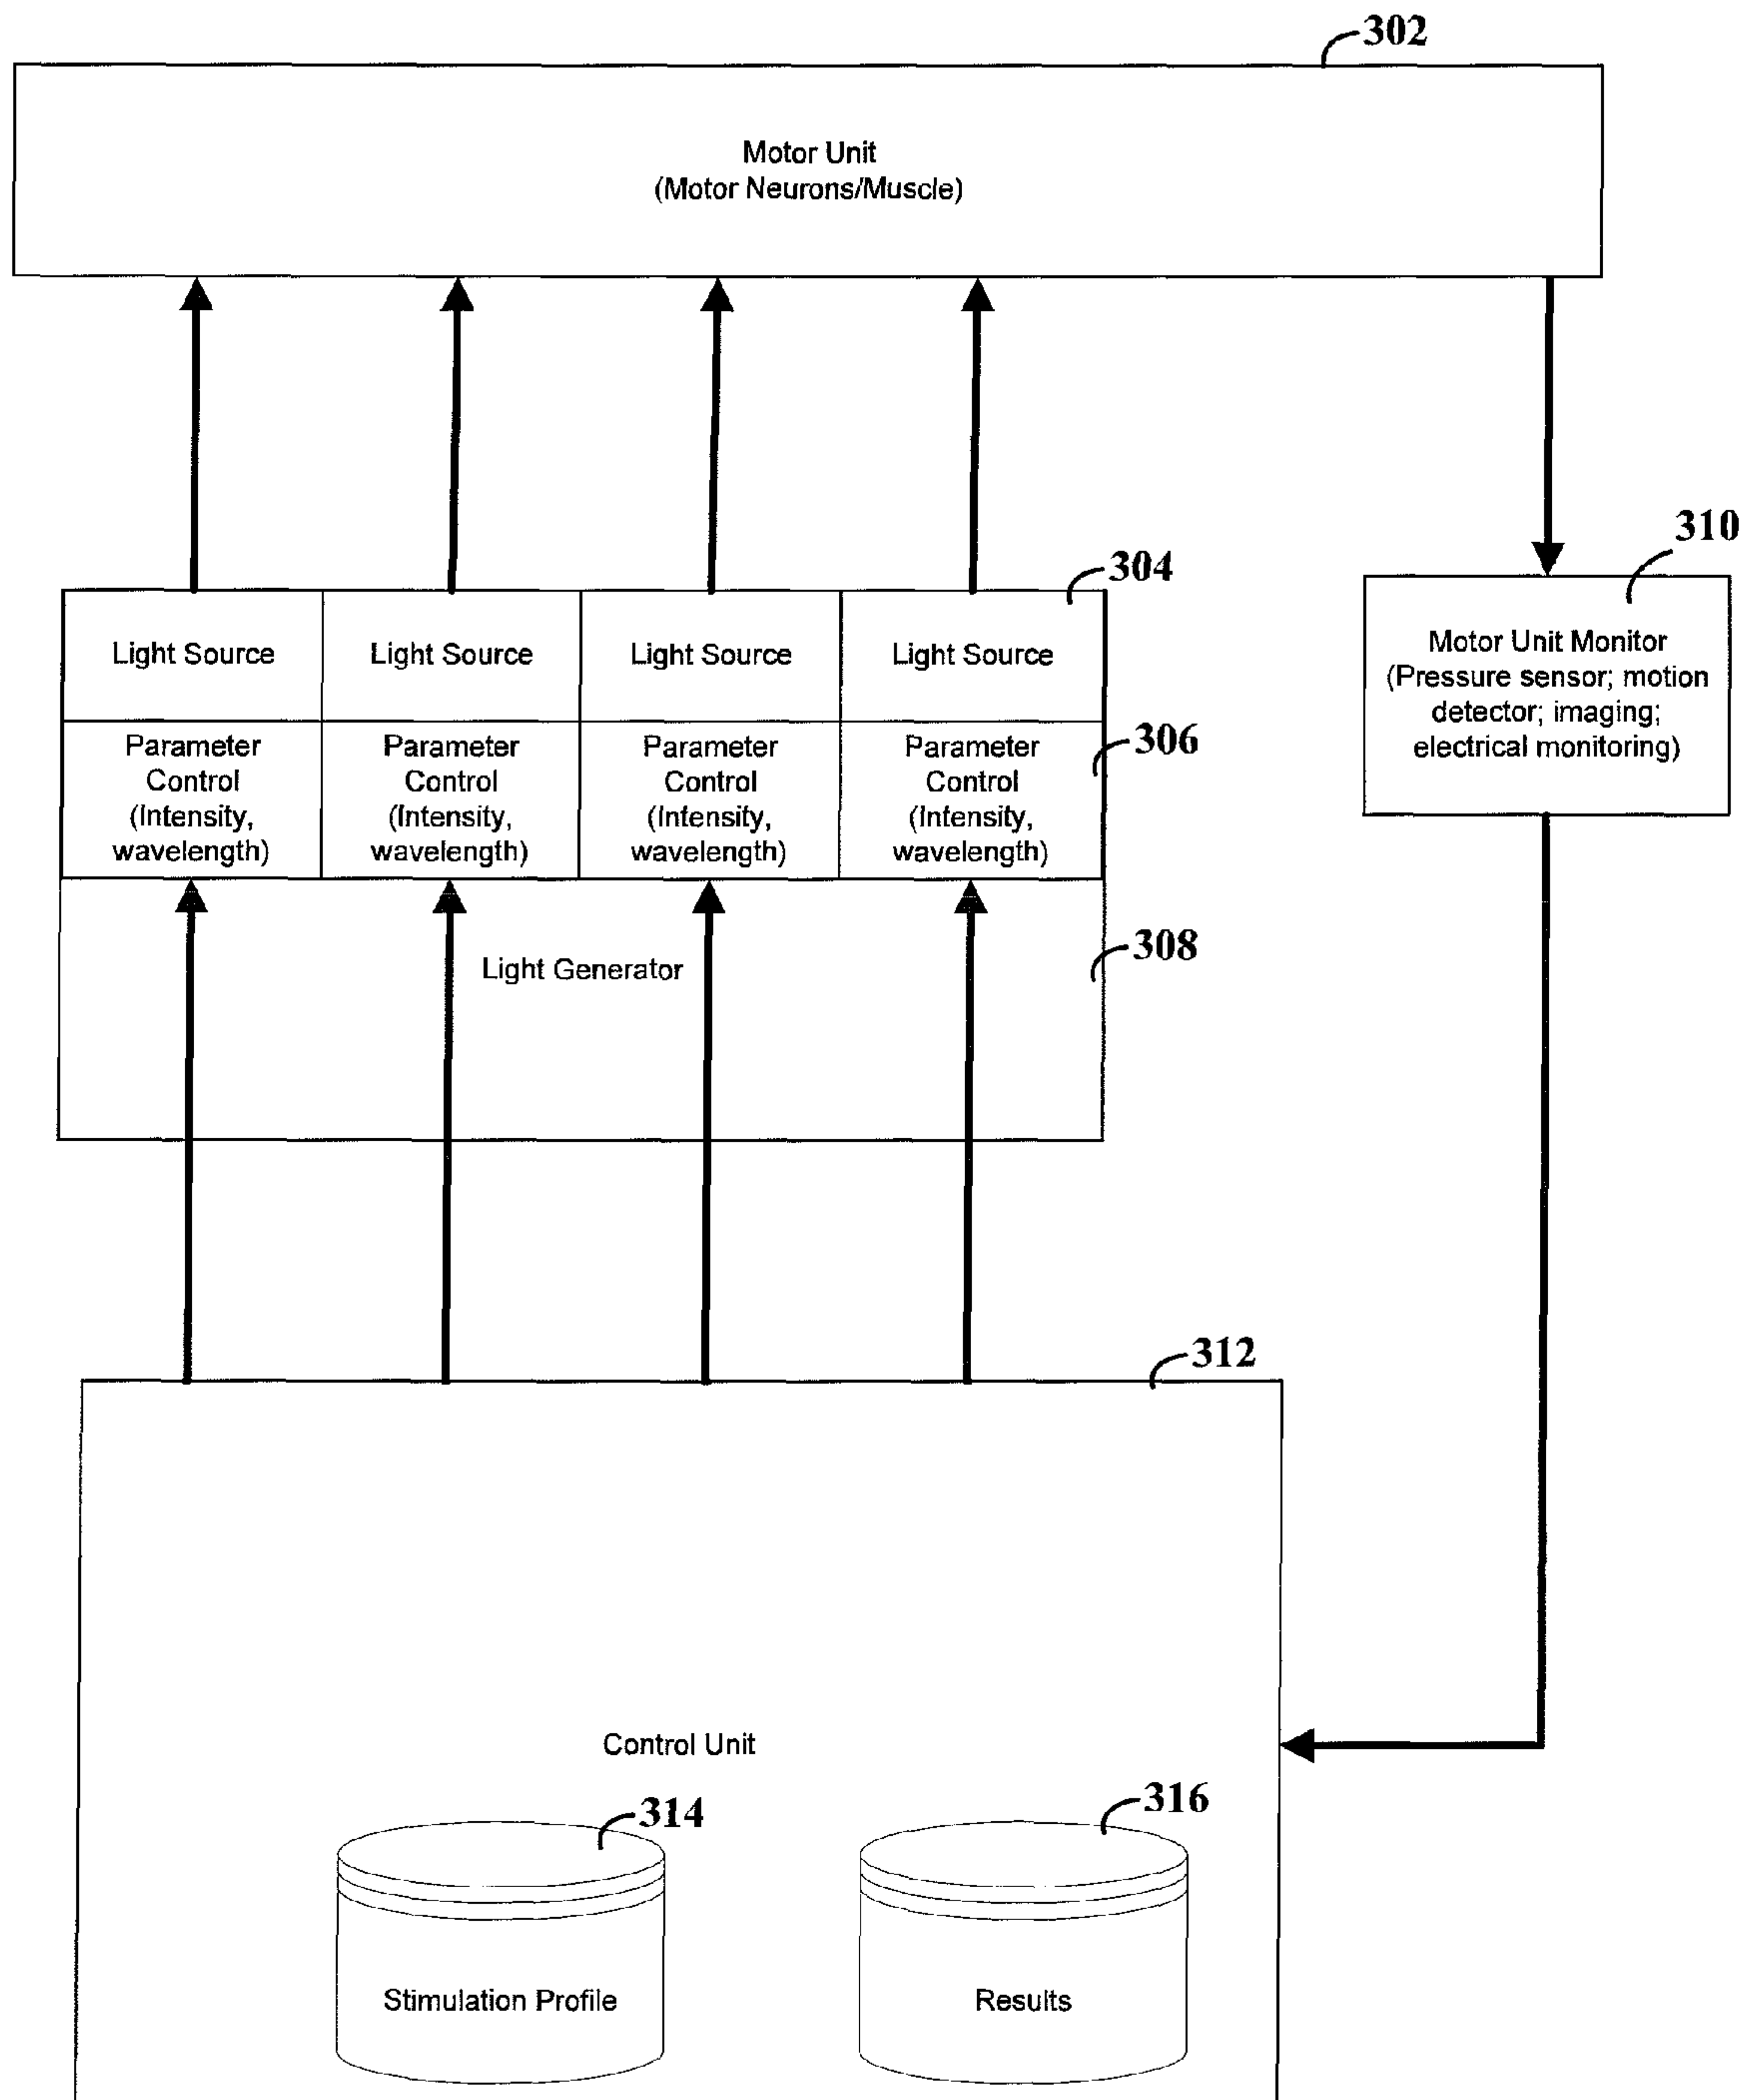 302
Motor Unit
(Motor Neurons/Muscle)
304
Light Source
Light Source
Light Source
Light Source
310
Motor Unit Monitor
(Pressure sensor; motion
detector; imaging;
electrical monitoring)
306
Parameter
Control
(Intensity,
wavelength)
Parameter
Control
(Intensity,
wavelength)
Parameter
Control
(Intensity,
wavelength)
Parameter
Control
(Intensity,
wavelength)
308
Light Generator
312
Control Unit
314
316
Stimulation Profile
Results